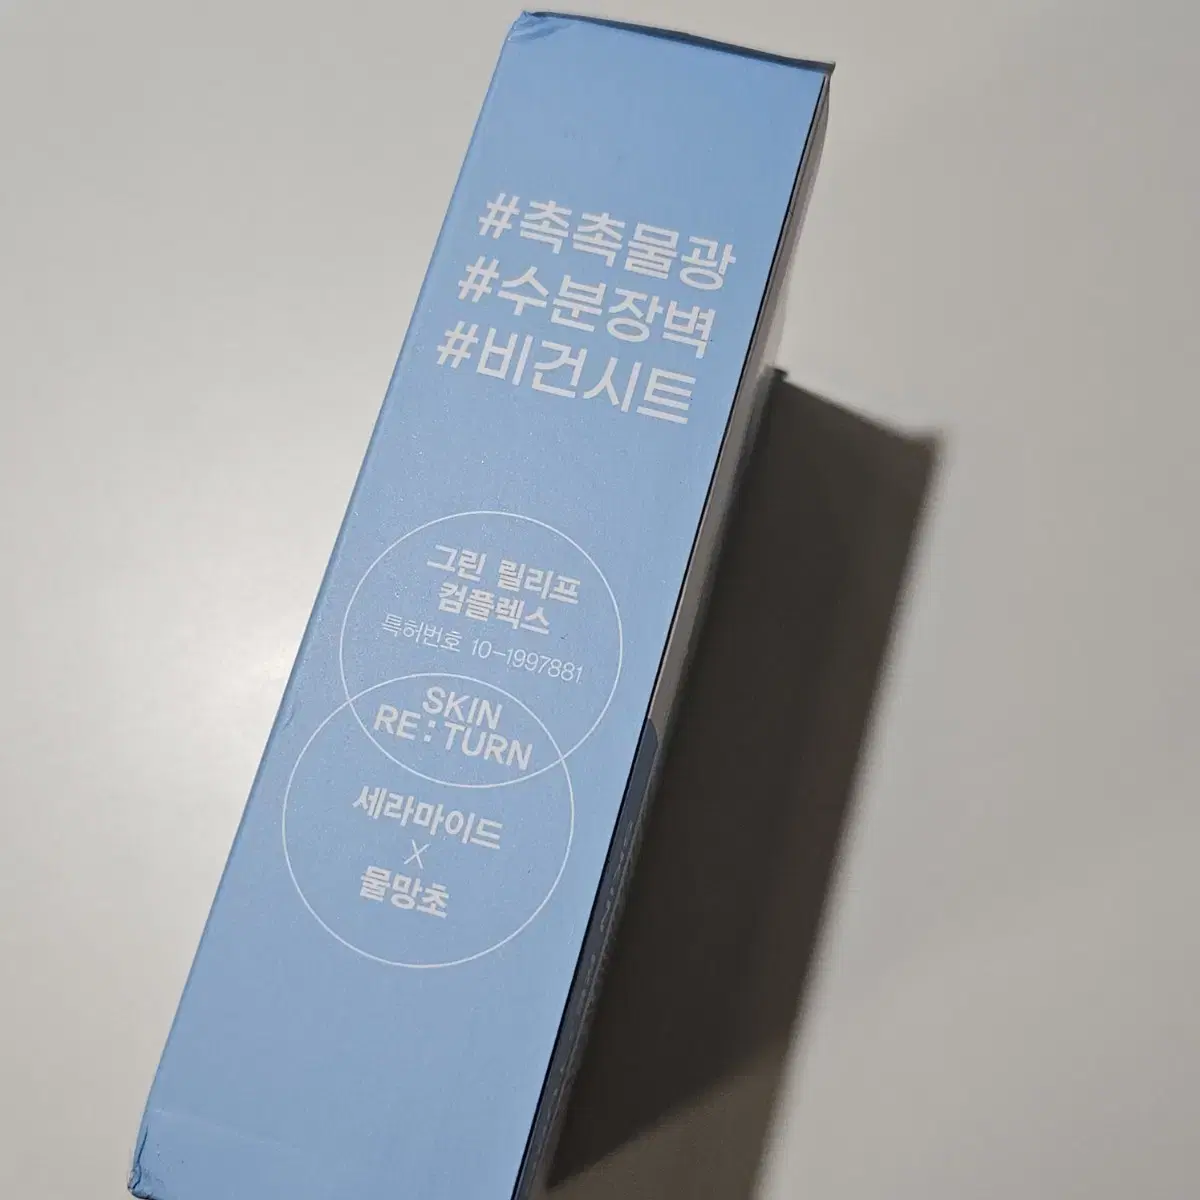 #촉촉물광
#수분장벽
#비건시트
그린 릴리프
컴플렉스
특허번호 10-1997881
SKIN
RE:TURN
세라마이드
X
물망초